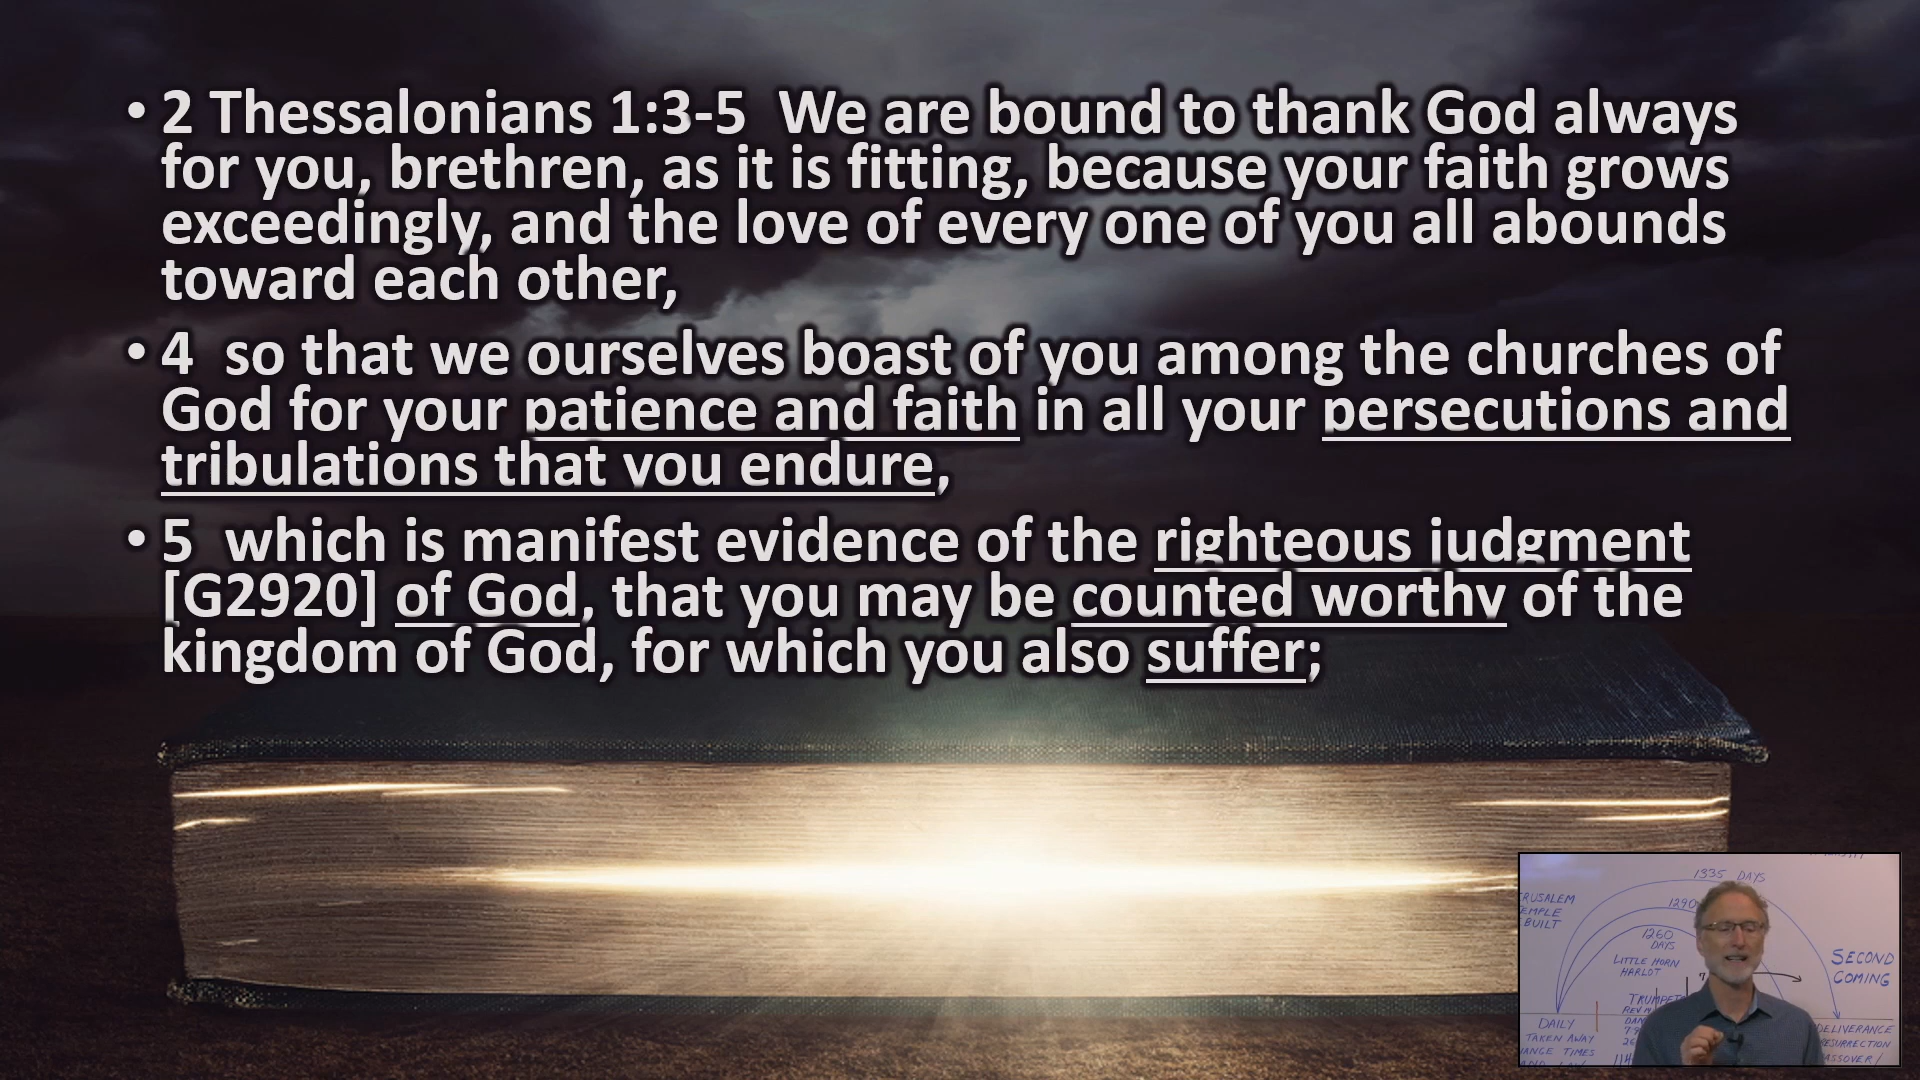 • 2 Thessalonians 1:3-5  We are bound to thank God always
for you, brethren, as it is fitting, because your faith grows
exceedingly, and the love of every one of you all abounds
toward each other,
• 4  so that we ourselves boast of you among the churches of
God for your patience and faith in all your persecutions and
tribulations that you endure,
• 5  which is manifest evidence of the righteous judgment
[G2920] of God, that you may be counted worthy of the
kingdom of God, for which you also suffer;
1335 DAYS
1290
1260
DAYS
LITTLE HORN
HARLOT
SECOND
COMING
DAILY
TAKEN AWAY